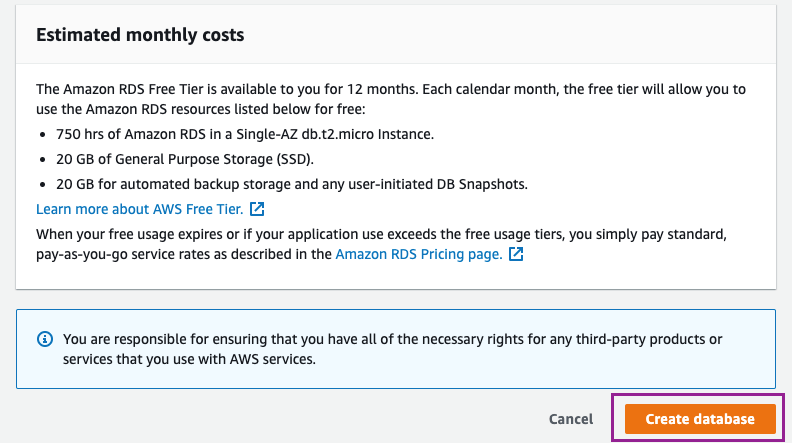 Estimated monthly costs
The Amazon RDS Free Tier is available to you for 12 months. Each calendar month, the free tier will allow you to
use the Amazon RDS resources listed below for free:
• 750 hrs of Amazon RDS in a Single-AZ db.t2.micro Instance.
• 20 GB of General Purpose Storage (SSD).
• 20 GB for automated backup storage and any user-initiated DB Snapshots.
Learn more about AWS Free Tier.
When your free usage expires or if your application use exceeds the free usage tiers, you simply pay standard,
pay-as-you-go service rates as described in the Amazon RDS Pricing page.
You are responsible for ensuring that you have all of the necessary rights for any third-party products or
services that you use with AWS services.
Cancel Create database